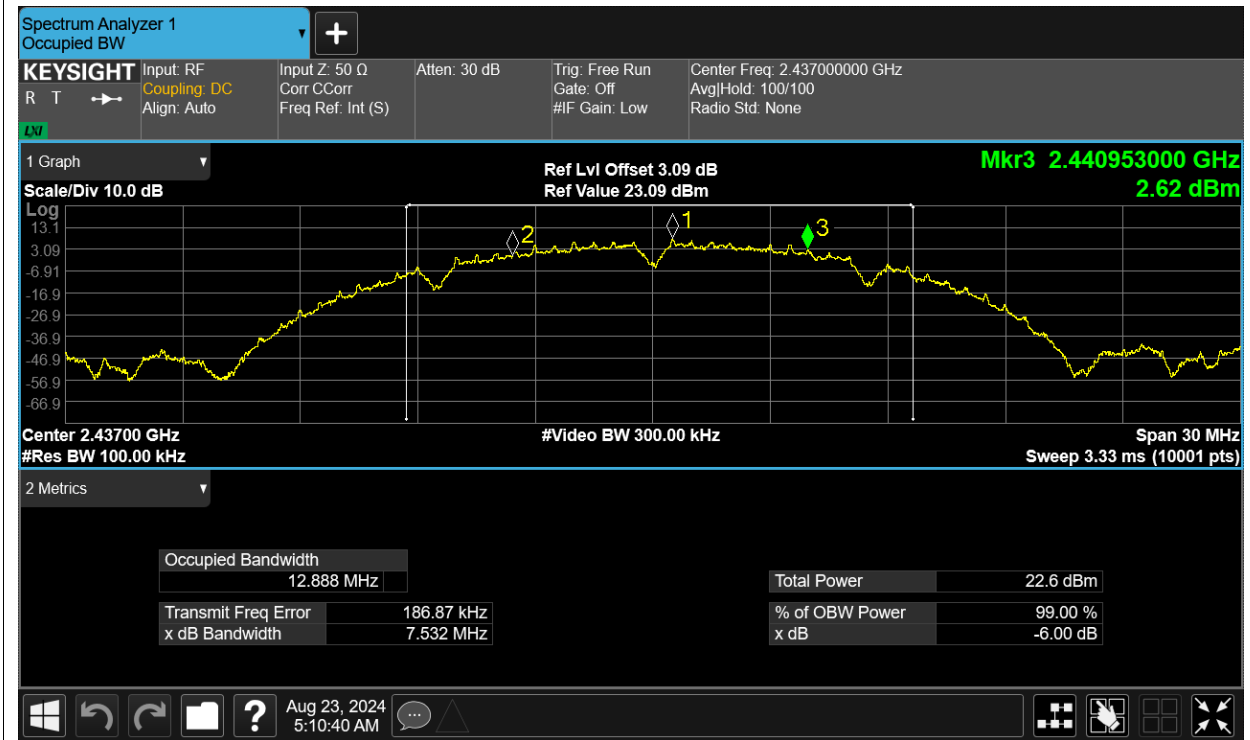 Spectrum Analyzer 1
Occupied BW
KEYSIGHT
R T
LXI
Input: RF
Coupling: DC
Align: Auto
Input Z: 50 Ω
Corr CCorr
Freq Ref: Int (S)
Atten: 30 dB
Trig: Free Run
Gate: Off
#IF Gain: Low
Center Freq: 2.437000000 GHz
Avg|Hold: 100/100
Radio Std: None
1 Graph
Scale/Div 10.0 dB
Ref Lvl Offset 3.09 dB
Ref Value 23.09 dBm
Mkr3 2.440953000 GHz
2.62 dBm
Log
13.1
3.09
-6.91
-16.9
-26.9
-36.9
-46.9
-56.9
-66.9
2
1
3
Center 2.43700 GHz
#Video BW 300.00 kHz
Span 30 MHz
#Res BW 100.00 kHz
Sweep 3.33 ms (10001 pts)
2 Metrics
Occupied Bandwidth
12.888 MHz
Total Power 22.6 dBm
Transmit Freq Error 186.87 kHz
% of OBW Power 99.00 %
x dB Bandwidth 7.532 MHz
x dB -6.00 dB
?
Aug 23, 2024
5:10:40 AM